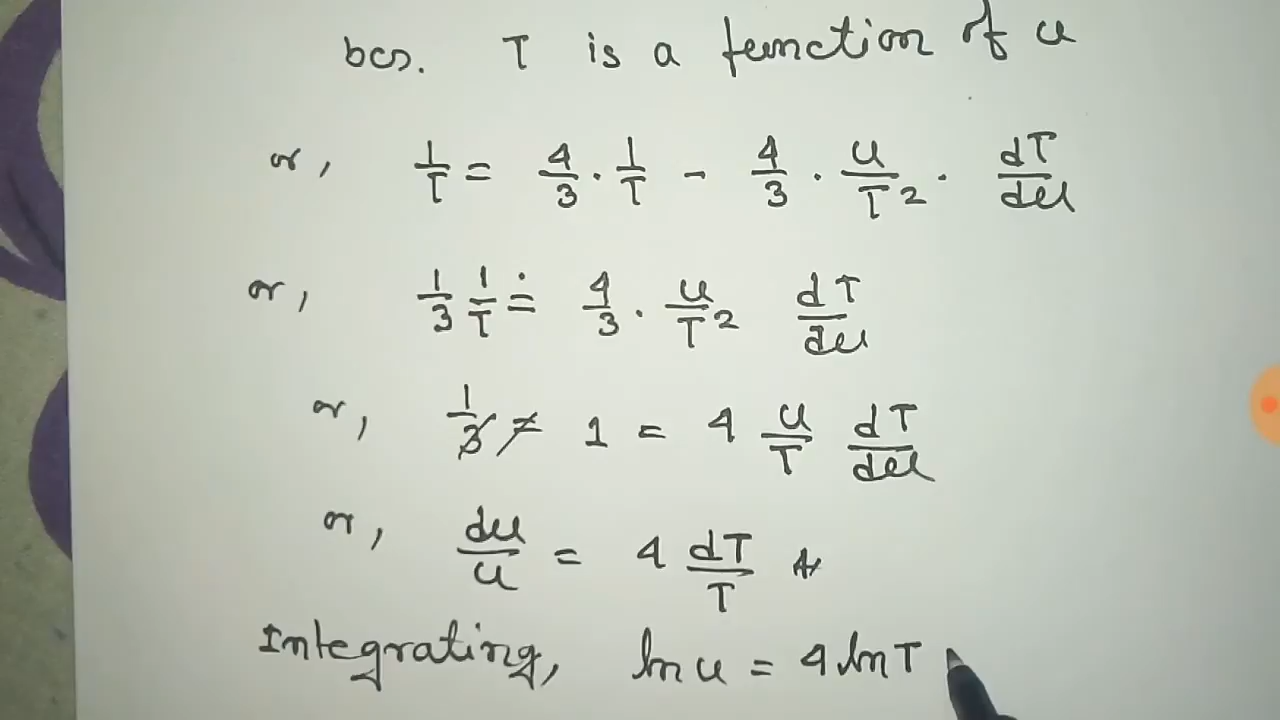 bcs. T is a function of u
or, 1/T = 4/3 . 1/T - 4/3 . u/T² . dT/du
or, 1/3 1/T = 4/3 . u/T² dT/du
or, 1 = 4 u/T dT/du
or, du/u = 4 dT/T
Integrating, ln u = 4 ln T